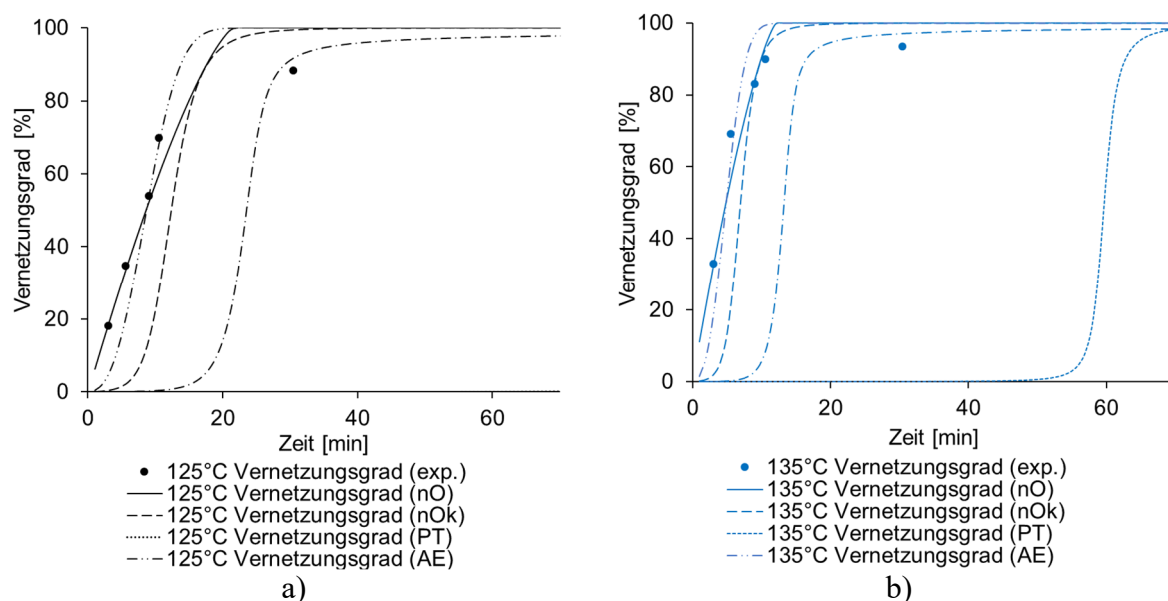 100
80
60
40
20
0
Vernetzungsgrad [%]
0 20 40 60
Zeit [min]
125°C Vernetzungsgrad (exp.)
125°C Vernetzungsgrad (nO)
125°C Vernetzungsgrad (nOk)
125°C Vernetzungsgrad (PT)
125°C Vernetzungsgrad (AE)
a)
100
80
60
40
20
0
Vernetzungsgrad [%]
0 20 40 60
Zeit [min]
135°C Vernetzungsgrad (exp.)
135°C Vernetzungsgrad (nO)
135°C Vernetzungsgrad (nOk)
135°C Vernetzungsgrad (PT)
135°C Vernetzungsgrad (AE)
b)